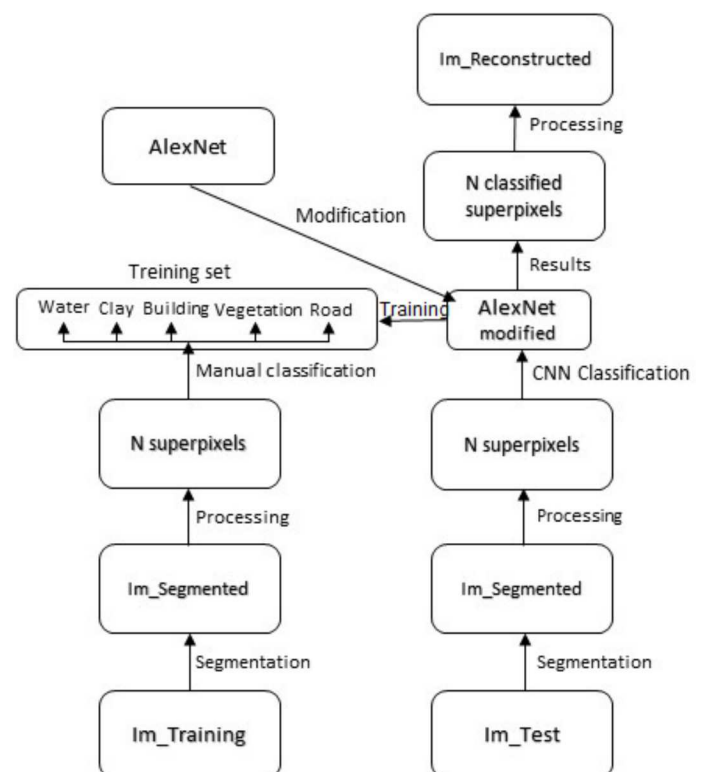 Im_Reconstructed
Processing
AlexNet
N classified
superpixels
Modification
Results
Treining set
Water Clay Building Vegetation Road
Training
AlexNet
modified
Manual classification
CNN Classification
N superpixels
N superpixels
Processing
Processing
Im_Segmented
Im_Segmented
Segmentation
Segmentation
Im_Training
Im_Test